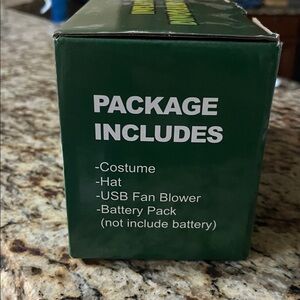 PACKAGE
INCLUDES
-Costume
-Hat
-USB Fan Blower
-Battery Pack
(not include battery)